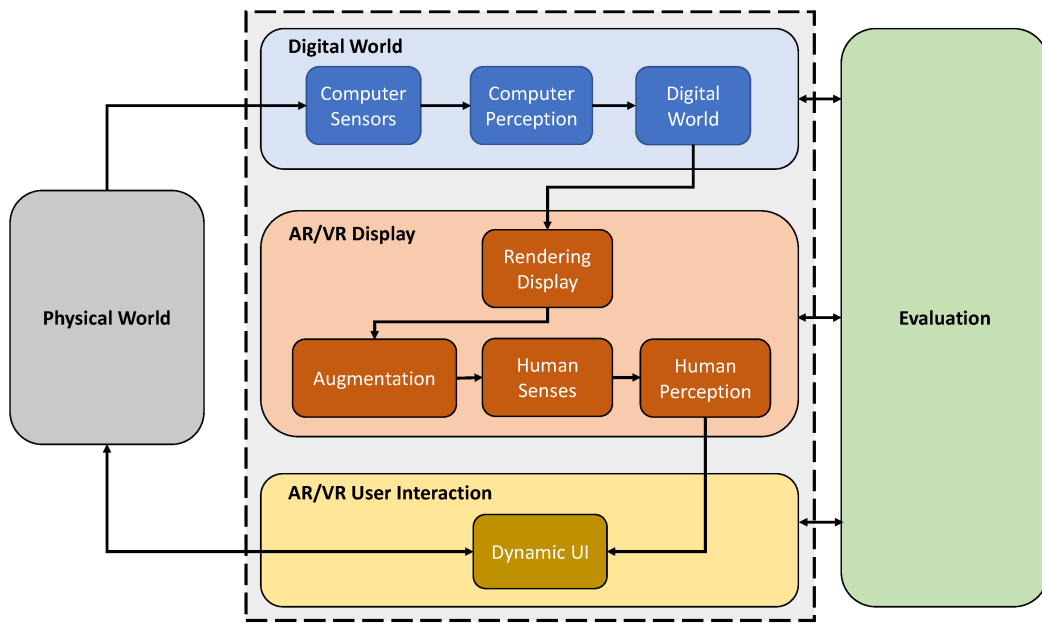 Digital World
Computer
Sensors
Computer
Perception
Digital
World
AR/VR Display
Rendering
Display
Physical World
Evaluation
Augmentation
Human
Senses
Human
Perception
AR/VR User Interaction
Dynamic UI